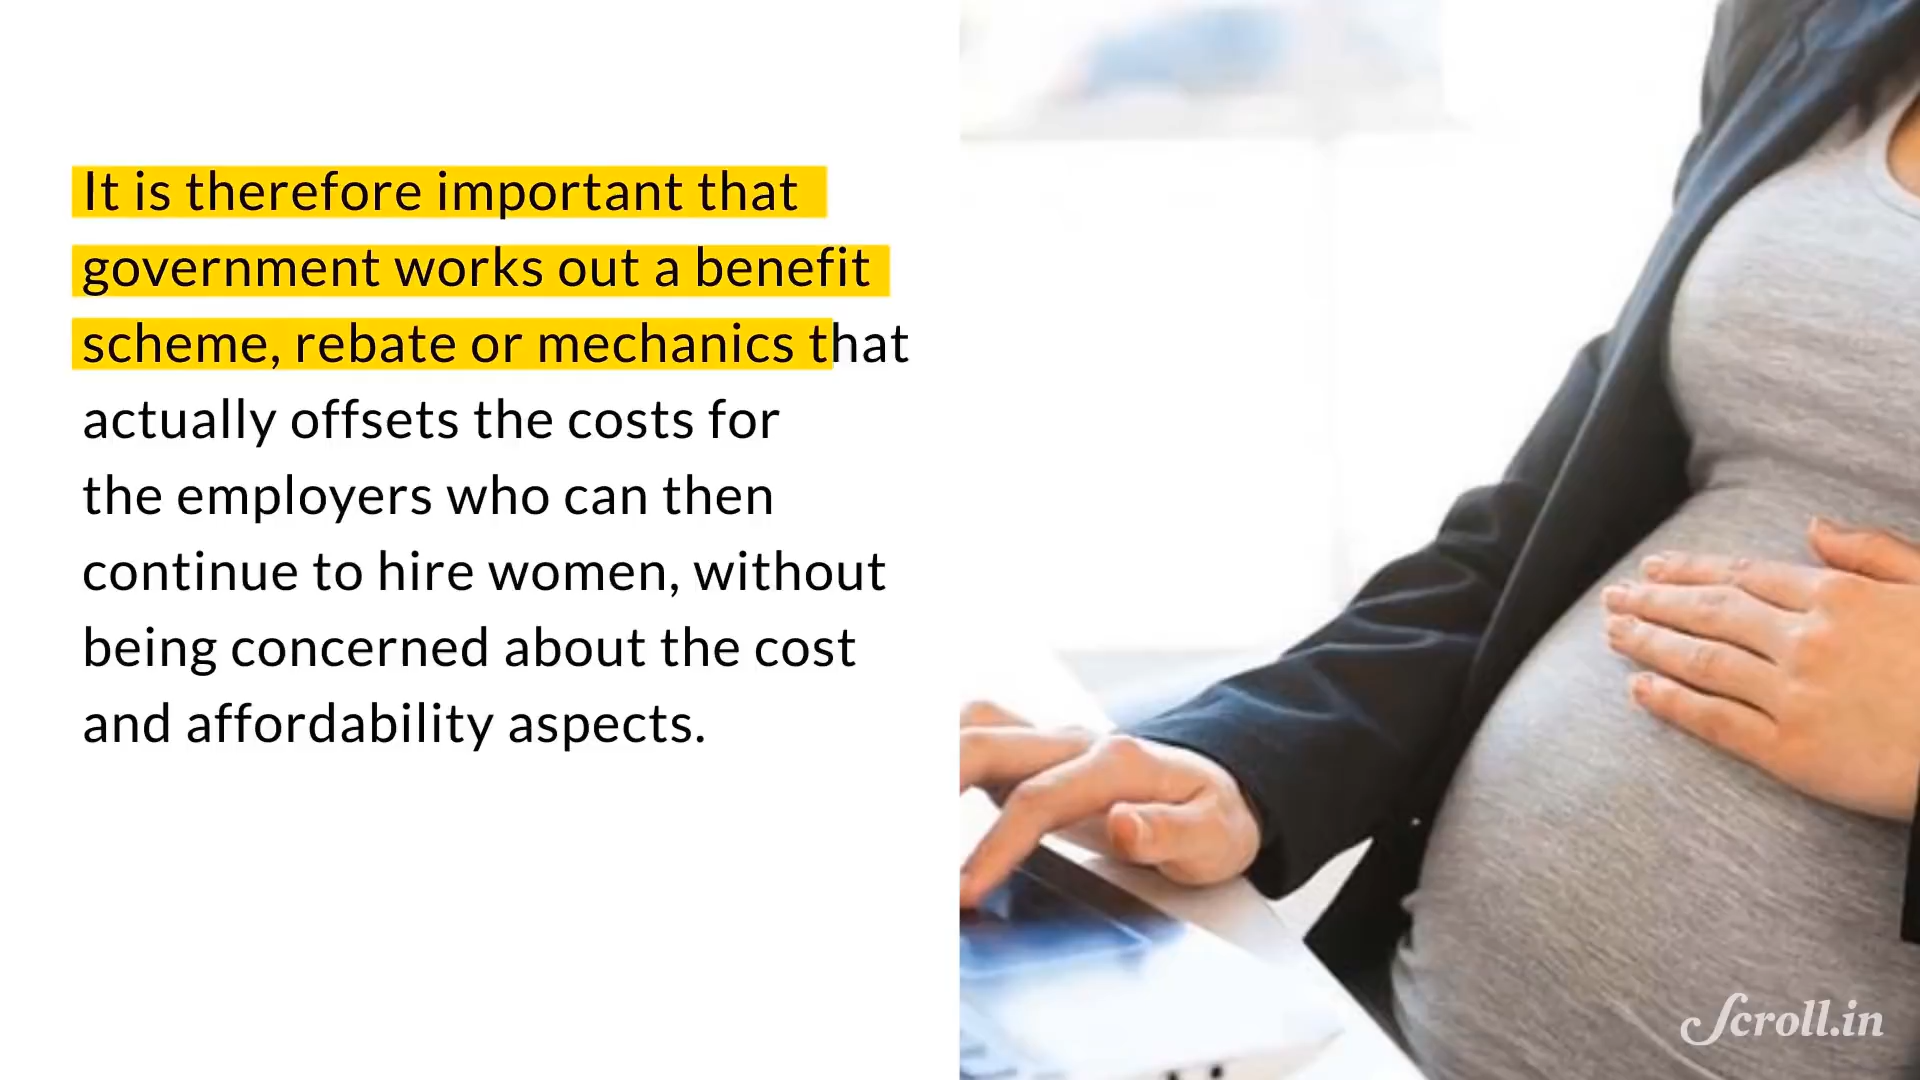 It is therefore important that
government works out a benefit
scheme, rebate or mechanics that
actually offsets the costs for
the employers who can then
continue to hire women, without
being concerned about the cost
and affordability aspects.
Scroll.in